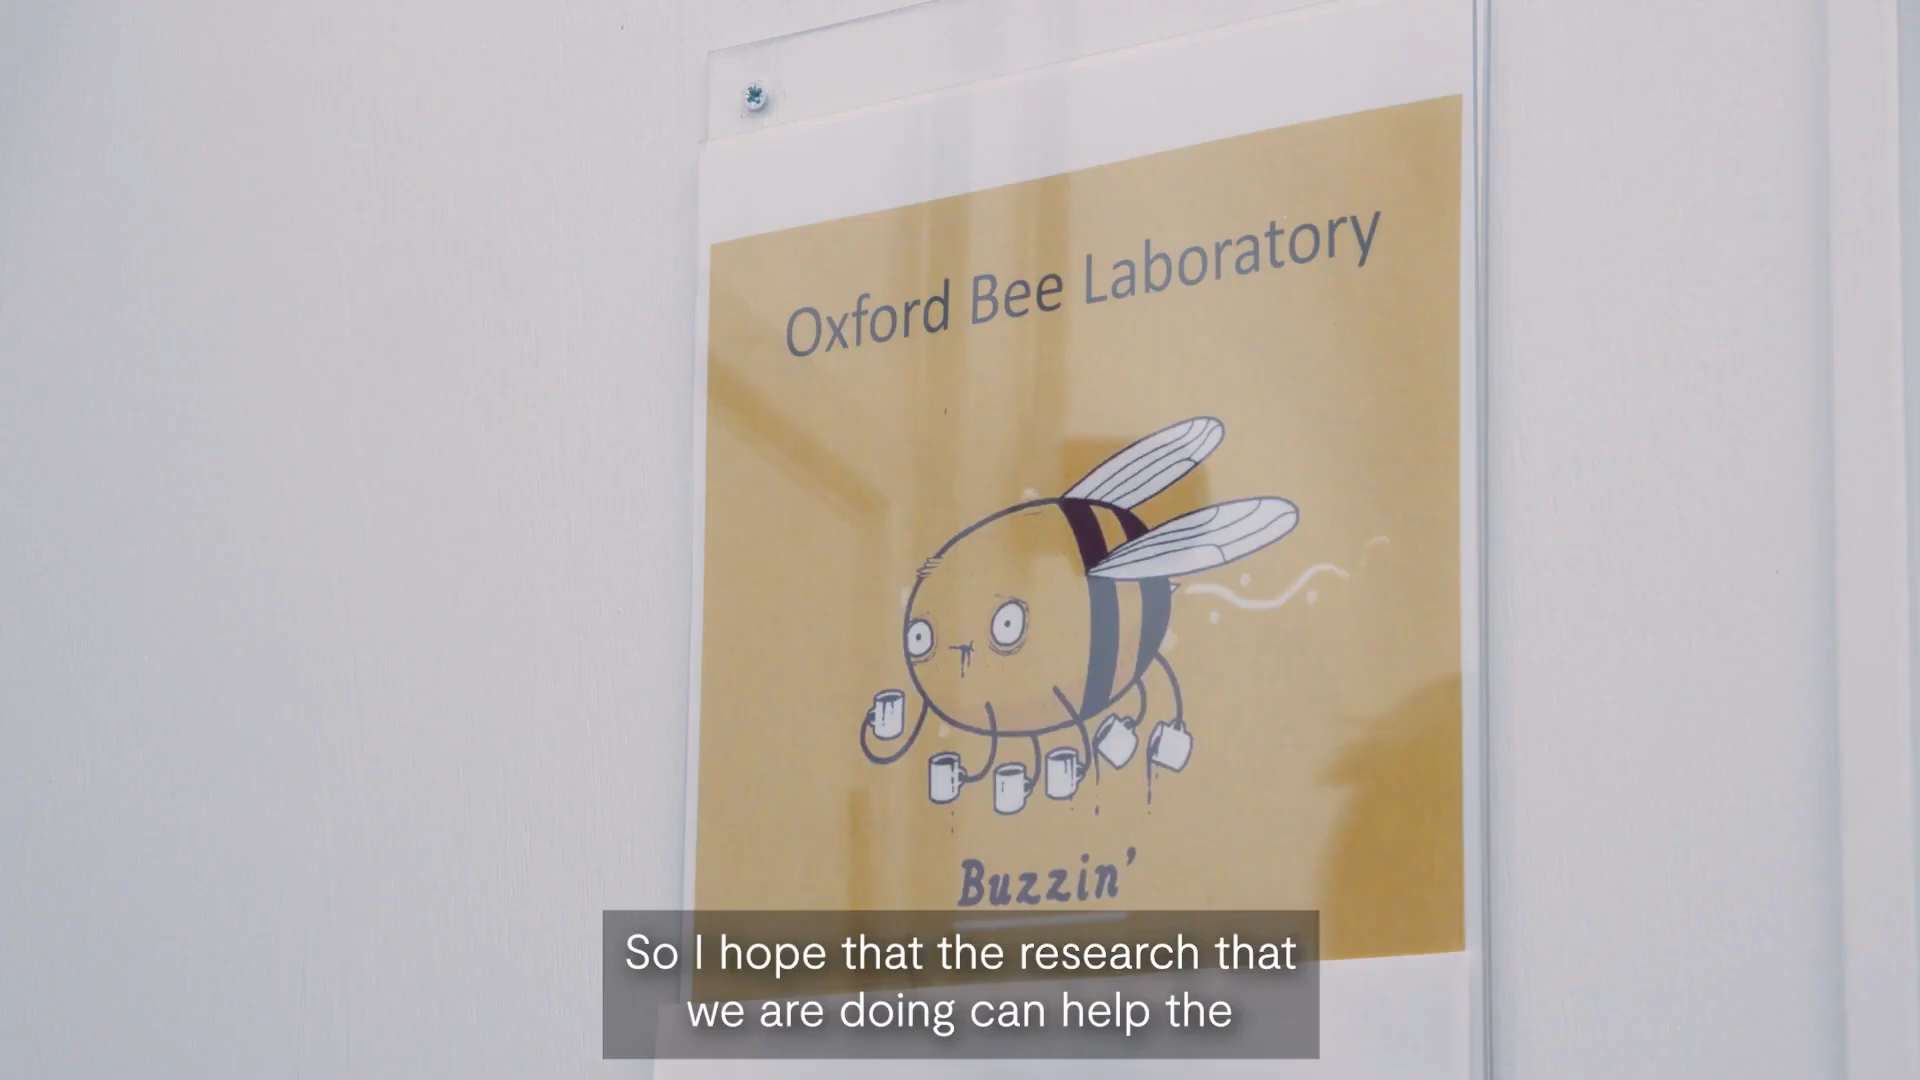 Oxford Bee Laboratory
Buzzin'
So I hope that the research that
we are doing can help the